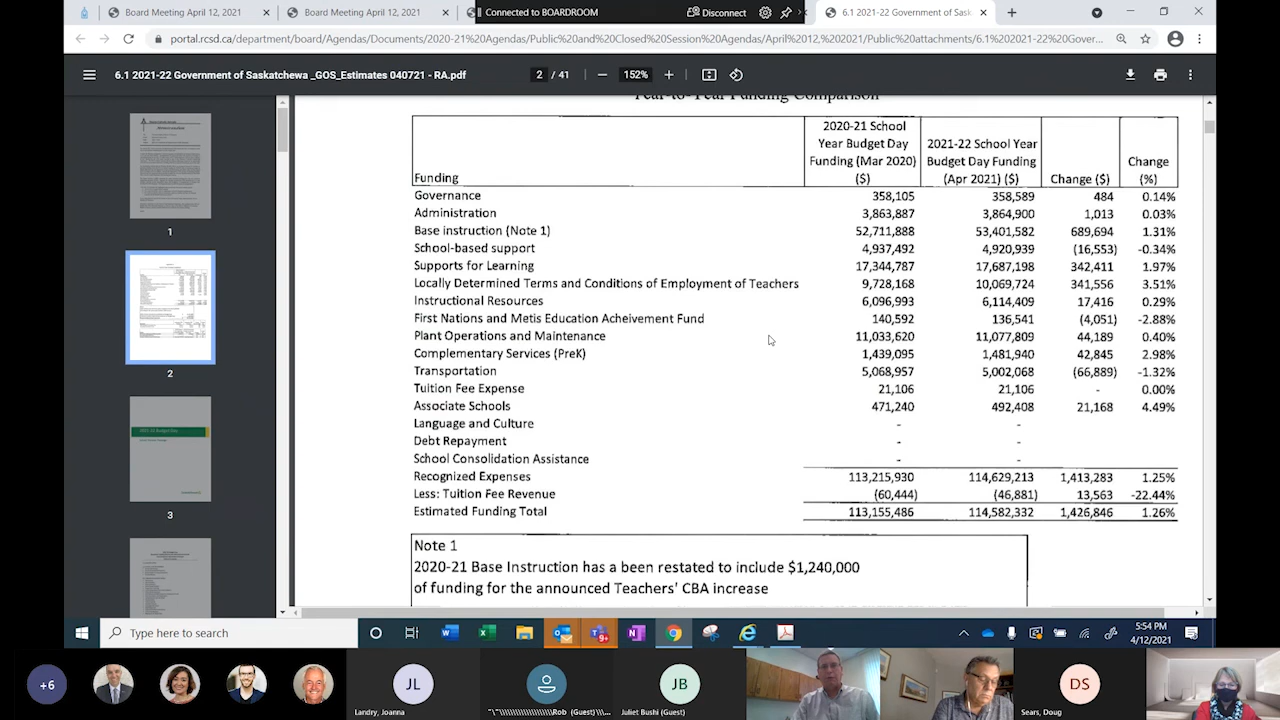 Board Meeting April 12, 2021
Board Meeting April 12, 2021
Connected to BOARDROOM
Disconnect
6.1 2021-22 Government of Sask
portal.rcsd.ca/department/board/Agendas/Documents/2020-21%20Agendas/Public%20and%20Closed%20Session%20Agendas/April%2012,%202021/Public%20attachments/6.1%202021-22%20Gover...
6.1 2021-22 Government of Saskatchewa _GOS_Estimates 040721 - RA.pdf
2 / 41
152%
1
2
3
Year-to-Year Funding Comparison
Funding 2020-21 School Year Budget Day Funding (Mar 2020) ($) 2021-22 School Year Budget Day Funding (Apr 2021) ($) Change ($) Change (%)
Governance 358,105 358,589 484 0.14%
Administration 3,863,887 3,864,900 1,013 0.03%
Base instruction (Note 1) 52,711,888 53,401,582 689,694 1.31%
School-based support 4,937,492 4,920,939 (16,553) -0.34%
Supports for Learning 17,344,787 17,687,198 342,411 1.97%
Locally Determined Terms and Conditions of Employment of Teachers 9,728,168 10,069,724 341,556 3.51%
Instructional Resources 6,096,993 6,114,409 17,416 0.29%
First Nations and Metis Education Acheivement Fund 140,592 136,541 (4,051) -2.88%
Plant Operations and Maintenance 11,033,620 11,077,809 44,189 0.40%
Complementary Services (PreK) 1,439,095 1,481,940 42,845 2.98%
Transportation 5,068,957 5,002,068 (66,889) -1.32%
Tuition Fee Expense 21,106 21,106 - 0.00%
Associate Schools 471,240 492,408 21,168 4.49%
Language and Culture - -
Debt Repayment - -
School Consolidation Assistance - -
Recognized Expenses 113,215,930 114,629,213 1,413,283 1.25%
Less: Tuition Fee Revenue (60,444) (46,881) 13,563 -22.44%
Estimated Funding Total 113,155,486 114,582,332 1,426,846 1.26%
Note 1
2020-21 Base Instruction has a been restated to include $1,240,000
of funding for the announced Teachers' CBA increase
Type here to search
9+
5:54 PM
4/12/2021
+6
JL
Landry, Joanna
"\"\\\\\\\\\\\\\\\Rob (Guest)\\\...
JB
Juliet Bushi (Guest)
DS
Sears, Doug